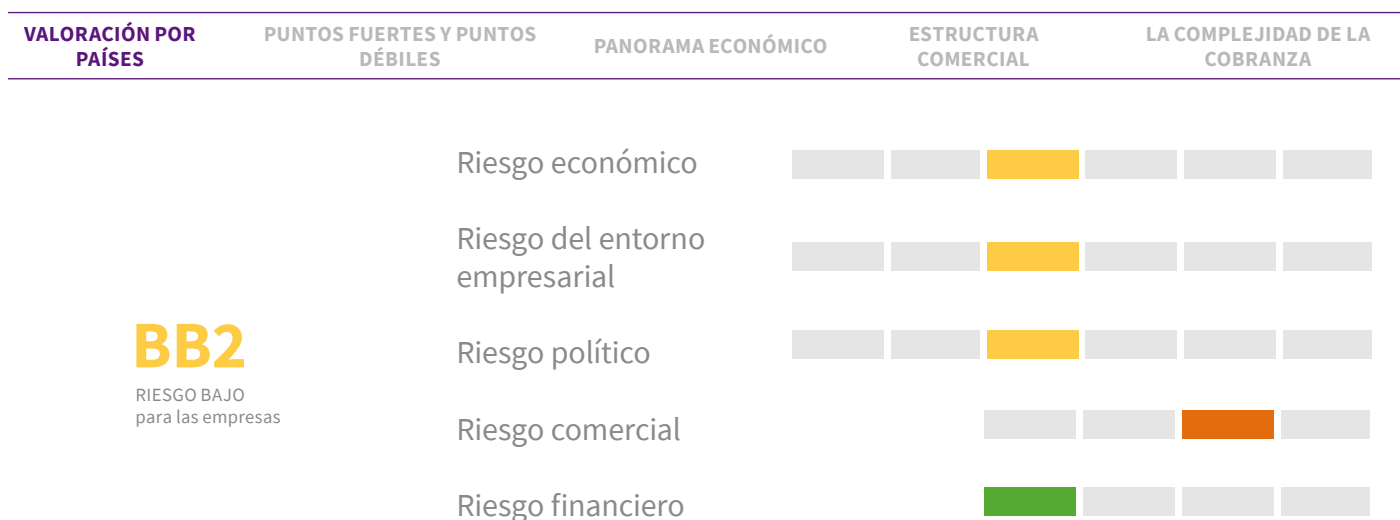 VALORACIÓN POR
PAÍSES
PUNTOS FUERTES Y PUNTOS
DÉBILES
PANORAMA ECONÓMICO
ESTRUCTURA
COMERCIAL
LA COMPLEJIDAD DE LA
COBRANZA
BB2
RIESGO BAJO
para las empresas
Riesgo económico
Riesgo del entorno
empresarial
Riesgo político
Riesgo comercial
Riesgo financiero